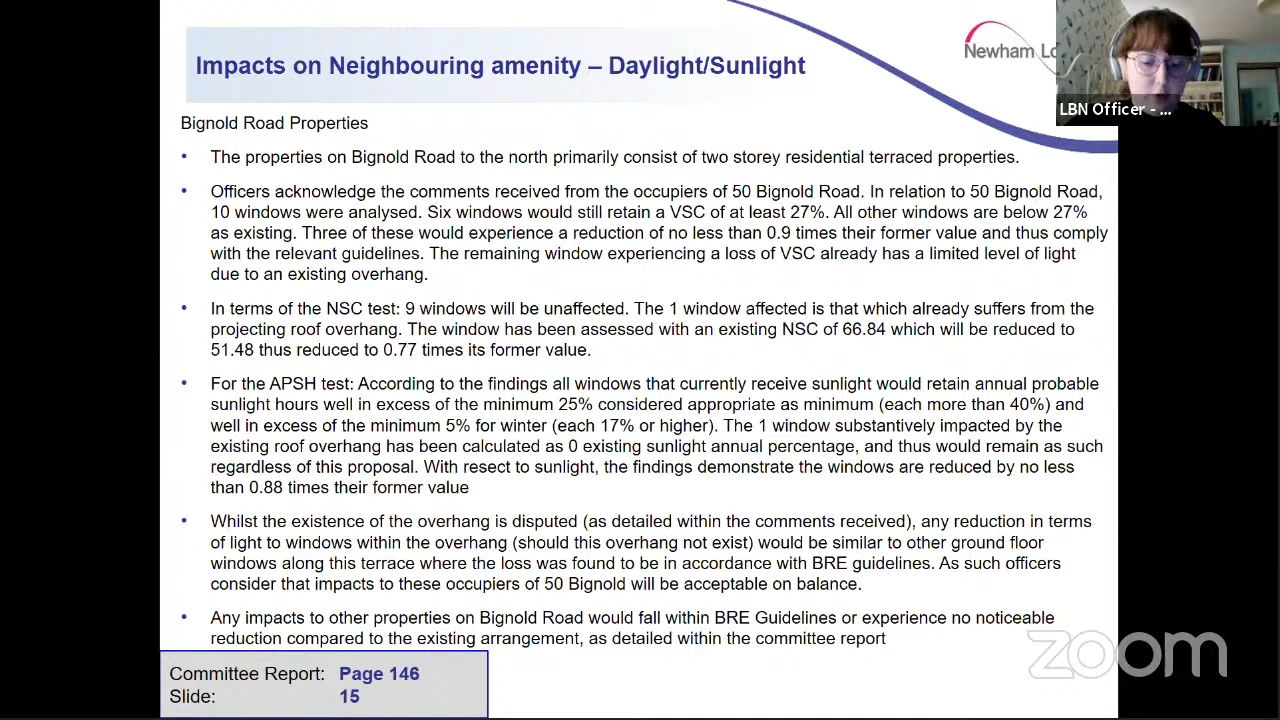 Impacts on Neighbouring amenity – Daylight/Sunlight
Newham Lo
LBN Officer - ...
Bignold Road Properties
• The properties on Bignold Road to the north primarily consist of two storey residential terraced properties.
• Officers acknowledge the comments received from the occupiers of 50 Bignold Road. In relation to 50 Bignold Road,
10 windows were analysed. Six windows would still retain a VSC of at least 27%. All other windows are below 27%
as existing. Three of these would experience a reduction of no less than 0.9 times their former value and thus comply
with the relevant guidelines. The remaining window experiencing a loss of VSC already has a limited level of light
due to an existing overhang.
• In terms of the NSC test: 9 windows will be unaffected. The 1 window affected is that which already suffers from the
projecting roof overhang. The window has been assessed with an existing NSC of 66.84 which will be reduced to
51.48 thus reduced to 0.77 times its former value.
• For the APSH test: According to the findings all windows that currently receive sunlight would retain annual probable
sunlight hours well in excess of the minimum 25% considered appropriate as minimum (each more than 40%) and
well in excess of the minimum 5% for winter (each 17% or higher). The 1 window substantively impacted by the
existing roof overhang has been calculated as 0 existing sunlight annual percentage, and thus would remain as such
regardless of this proposal. With resect to sunlight, the findings demonstrate the windows are reduced by no less
than 0.88 times their former value
• Whilst the existence of the overhang is disputed (as detailed within the comments received), any reduction in terms
of light to windows within the overhang (should this overhang not exist) would be similar to other ground floor
windows along this terrace where the loss was found to be in accordance with BRE guidelines. As such officers
consider that impacts to these occupiers of 50 Bignold will be acceptable on balance.
• Any impacts to other properties on Bignold Road would fall within BRE Guidelines or experience no noticeable
reduction compared to the existing arrangement, as detailed within the committee report
Committee Report: Page 146
Slide: 15
zoom